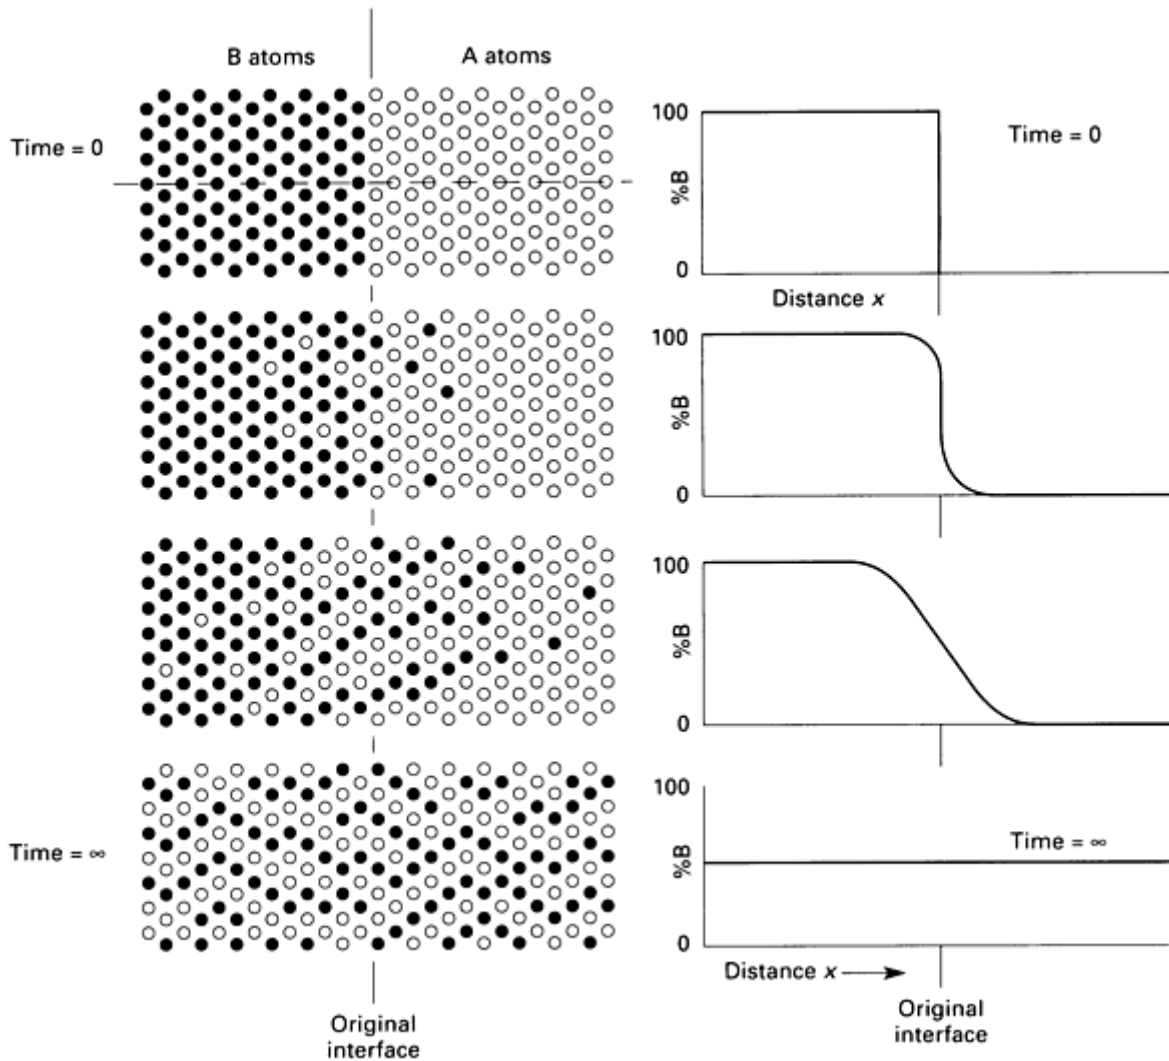 B atoms
A atoms
Time = 0
100
%B
0
Time = 0
Distance x
100
%B
0
100
%B
0
Time = ∞
100
%B
0
Time = ∞
Distance x
Original
interface
Original
interface